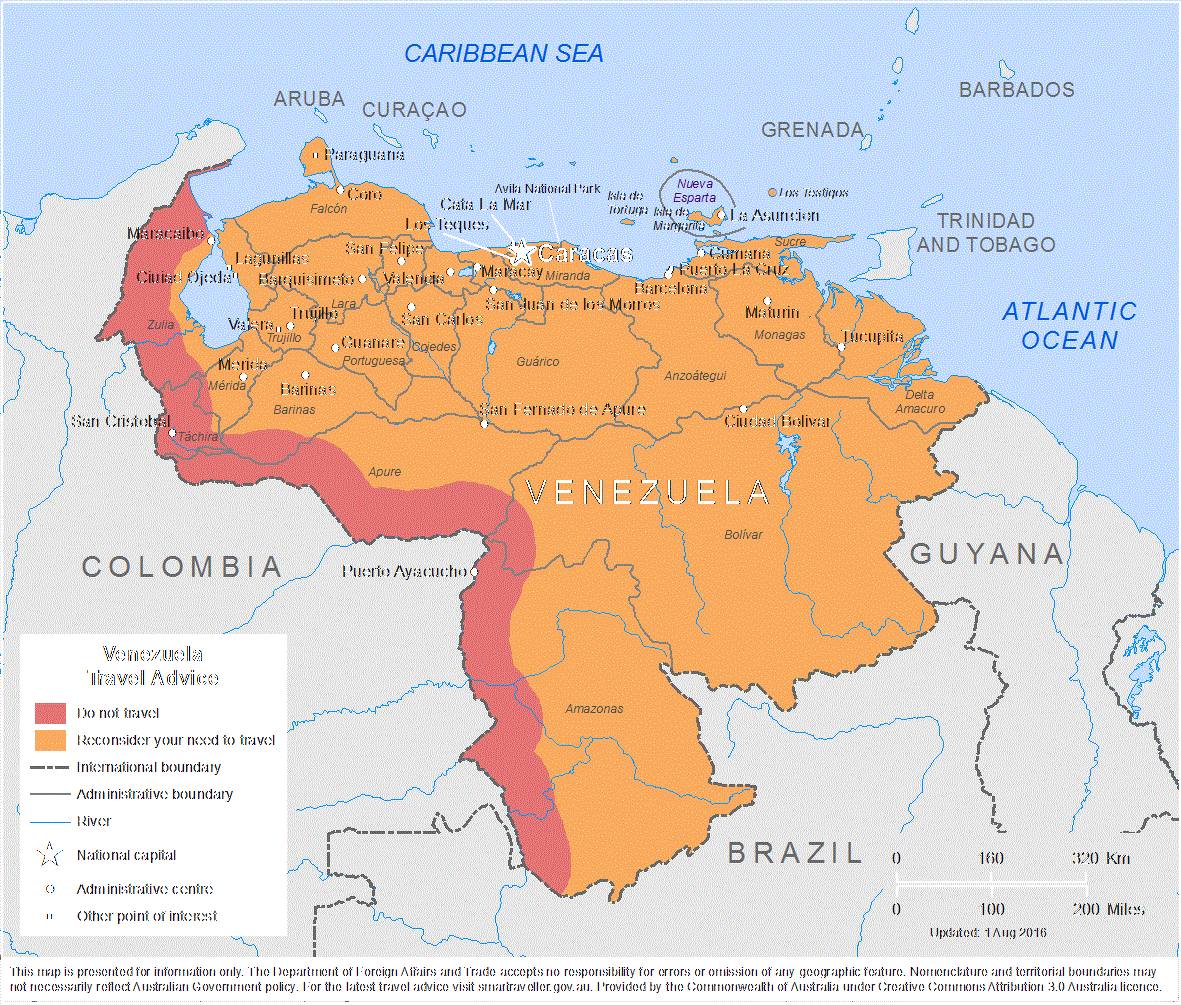 CARIBBEAN SEA
BARBADOS
ARUBA
CURAÇAO
GRENADA
Paraguana
Avila National Park
Nueva
Esparta
Los Testigos
Coro
Falcón
Catia La Mar
Isla de
Tortuga
Isla de
Margarita
La Asuncion
Los Teques
TRINIDAD
AND TOBAGO
Maracaibo
San Felipe
Caracas
Cumana
Sucre
Lagunillas
Ciudad Ojeda
Barquisimeto
Valencia
Maracay
Miranda
Puerto La Cruz
Barcelona
Lara
San Juan de los Morros
Trujillo
San Carlos
Maturin
ATLANTIC
OCEAN
Zulia
Valera
Trujillo
Guanare
Cojedes
Monagas
Tucupita
Portuguesa
Guárico
Merida
Mérida
Anzoátegui
Barinas
Barinas
Delta
Amacuro
San Cristobal
Táchira
San Fernado de Apure
Ciudad Bolivar
Apure
VENEZUELA
Bolívar
COLOMBIA
GUYANA
Puerto Ayacucho
Amazonas
BRAZIL
Venezuela
Travel Advice
Do not travel
Reconsider your need to travel
International boundary
Administrative boundary
River
National capital
Administrative centre
Other point of interest
0 160 320 Km
0 100 200 Miles
Updated: 1 Aug 2016
This map is presented for information only. The Department of Foreign Affairs and Trade accepts no responsibility for errors or omission of any geographic feature. Nomenclature and territorial boundaries may
not necessarily reflect Australian Government policy. For the latest travel advice visit smartraveller.gov.au. Provided by the Commonwealth of Australia under Creative Commons Attribution 3.0 Australia licence.